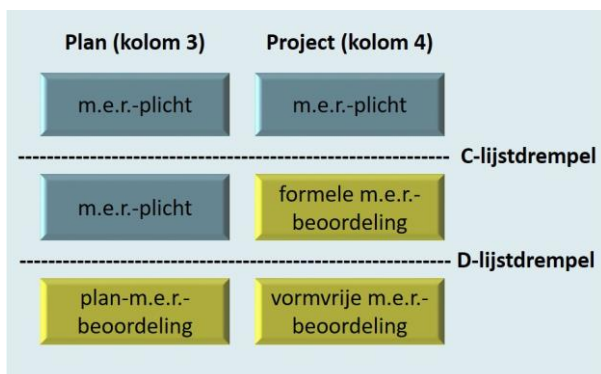 Plan (kolom 3) Project (kolom 4)
m.e.r.-plicht m.e.r.-plicht
C-lijstdrempel
m.e.r.-plicht
formele m.e.r.-
beoordeling
D-lijstdrempel
plan-m.e.r.-
beoordeling
vormvrije m.e.r.-
beoordeling